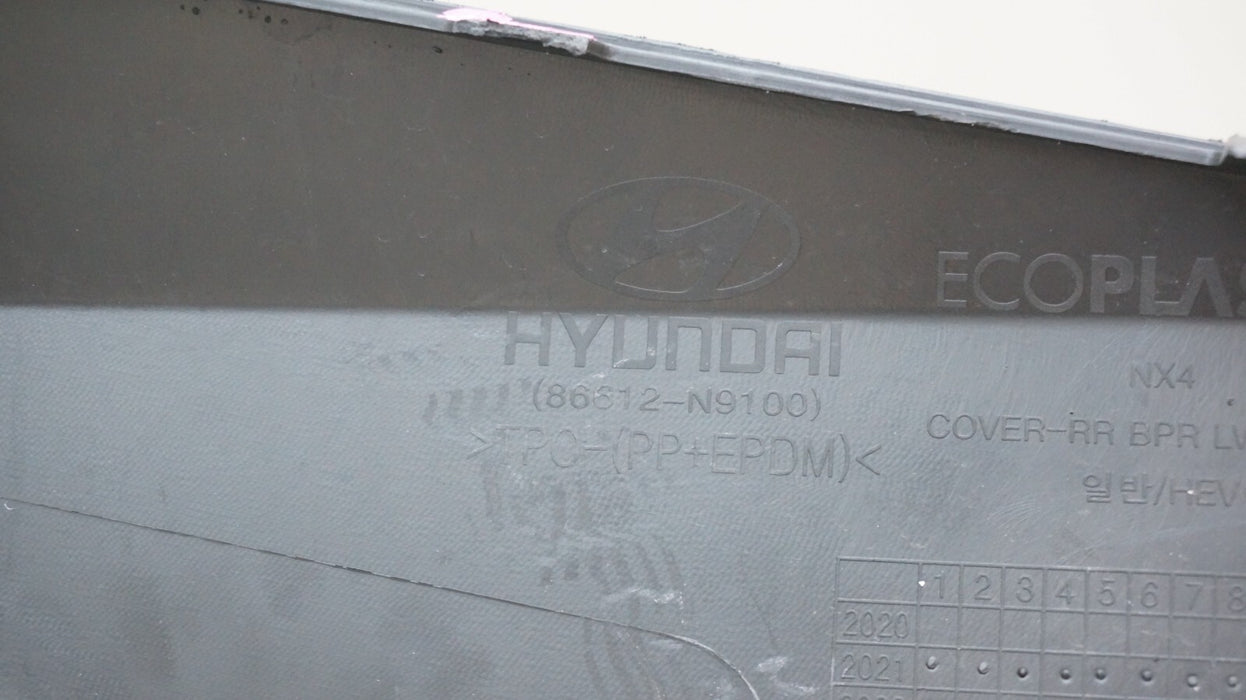 ECOPLAS
HYUNDAI
(86612-N9100)
NX4
>TPO-(PP+EPDM)<
COVER-RR BPR LW
일반/HEV
1 2 3 4 5 6 7 8
2020
2021